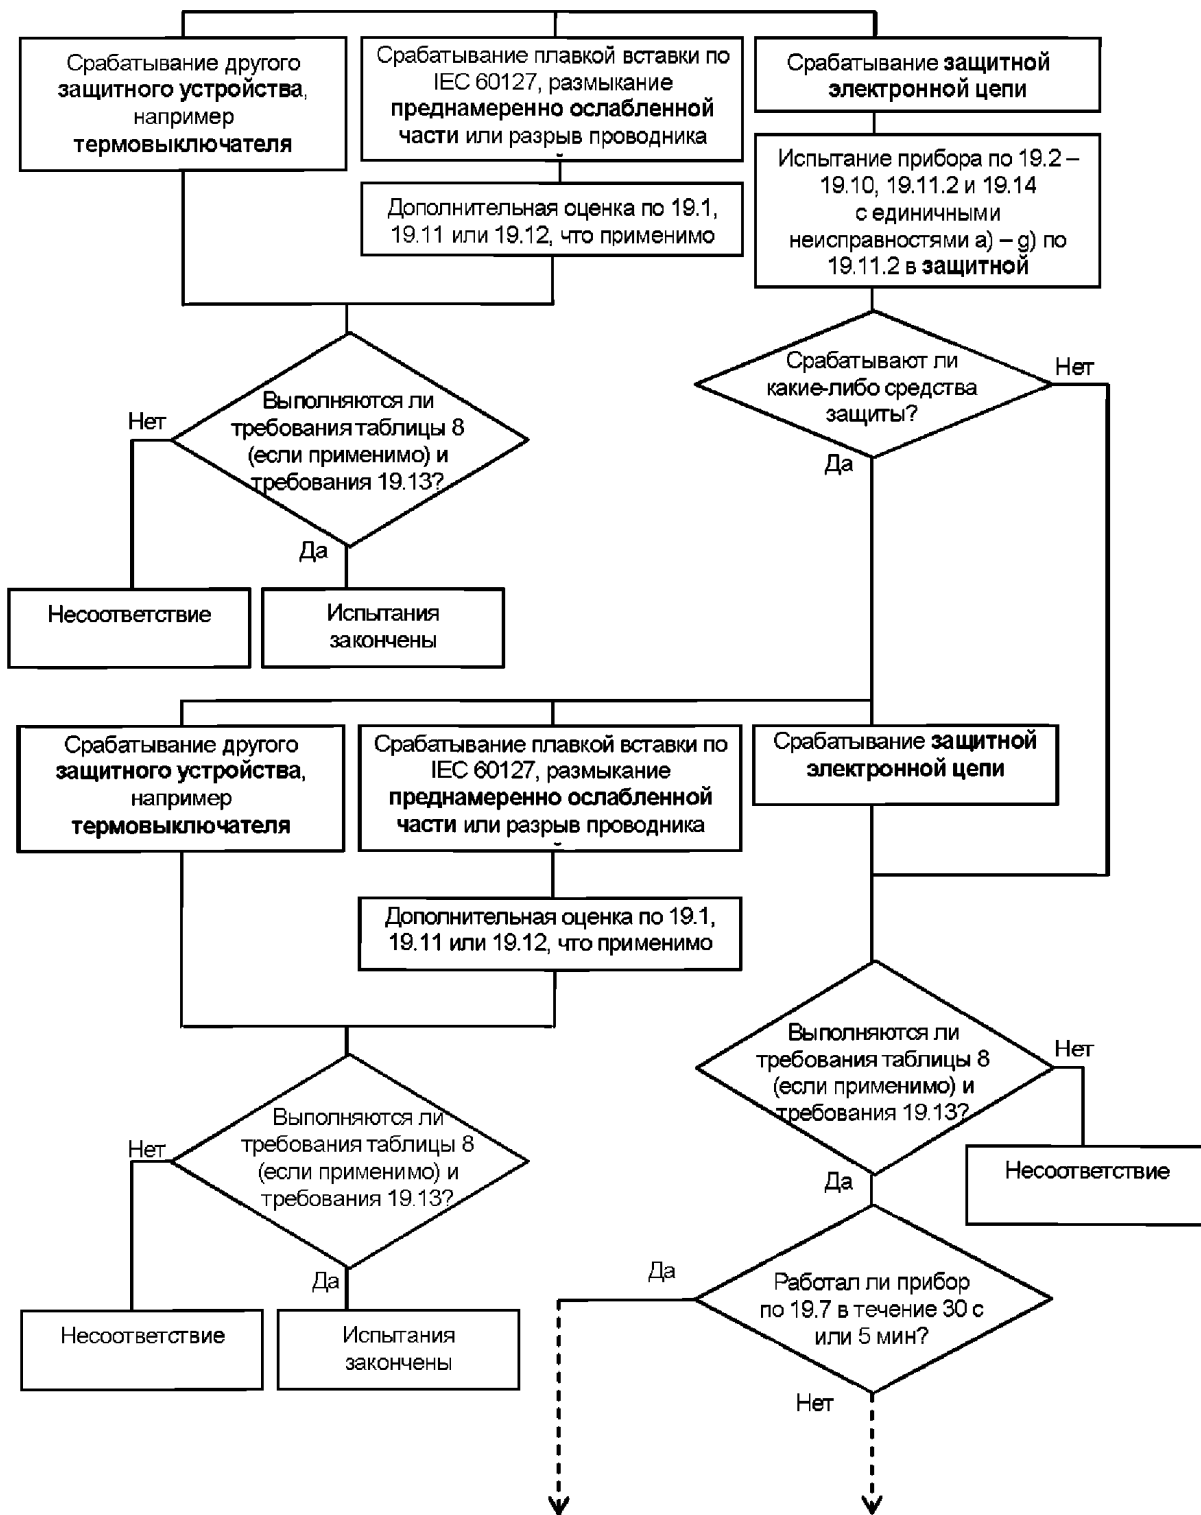 Срабатывание другого
защитного устройства,
например
термовыключателя
Срабатывание плавкой вставки по
IEC 60127, размыкание
преднамеренно ослабленной
части или разрыв проводника
Срабатывание защитной
электронной цепи
Дополнительная оценка по 19.1,
19.11 или 19.12, что применимо
Испытание прибора по 19.2 –
19.10, 19.11.2 и 19.14
с единичными
неисправностями a) – g) по
19.11.2 в защитной
Срабатывают ли
какие-либо средства
защиты?
Нет
Да
Выполняются ли
требования таблицы 8
(если применимо) и
требования 19.13?
Нет
Да
Несоответствие
Испытания
закончены
Срабатывание другого
защитного устройства,
например
термовыключателя
Срабатывание плавкой вставки по
IEC 60127, размыкание
преднамеренно ослабленной
части или разрыв проводника
Срабатывание защитной
электронной цепи
Дополнительная оценка по 19.1,
19.11 или 19.12, что применимо
Выполняются ли
требования таблицы 8
(если применимо) и
требования 19.13?
Нет
Да
Несоответствие
Выполняются ли
требования таблицы 8
(если применимо) и
требования 19.13?
Нет
Да
Несоответствие
Испытания
закончены
Работал ли прибор
по 19.7 в течение 30 с
или 5 мин?
Да
Нет